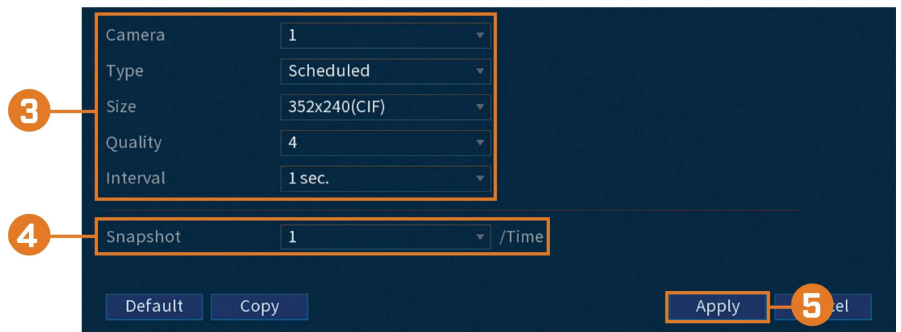 Camera 1
Type Scheduled
3 Size 352x240(CIF)
Quality 4
Interval 1 sec.
4 Snapshot 1 /Time
Default Copy Apply 5 el